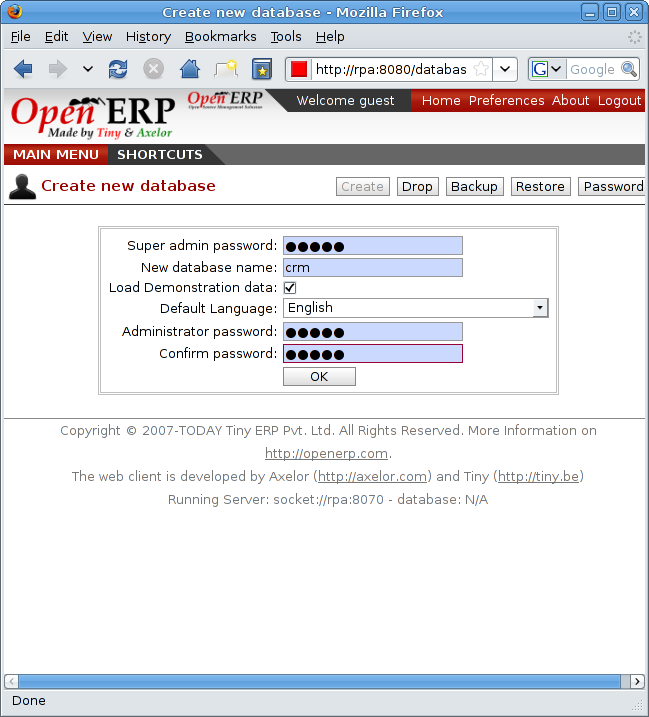 Create new database - Mozilla Firefox
File Edit View History Bookmarks Tools Help
http://rpa:8080/databas G Google
Open ERP
Made by Tiny & Axelor
Open ERP
Open Source Management Solution
Welcome guest Home Preferences About Logout
MAIN MENU SHORTCUTS
Create new database Create Drop Backup Restore Password
Super admin password: ●●●●●
New database name: crm
Load Demonstration data:
Default Language: English
Administrator password: ●●●●●
Confirm password: ●●●●●
OK
Copyright © 2007-TODAY Tiny ERP Pvt. Ltd. All Rights Reserved. More Information on
http://openerp.com.
The web client is developed by Axelor (http://axelor.com) and Tiny (http://tiny.be)
Running Server: socket://rpa:8070 - database: N/A
Done